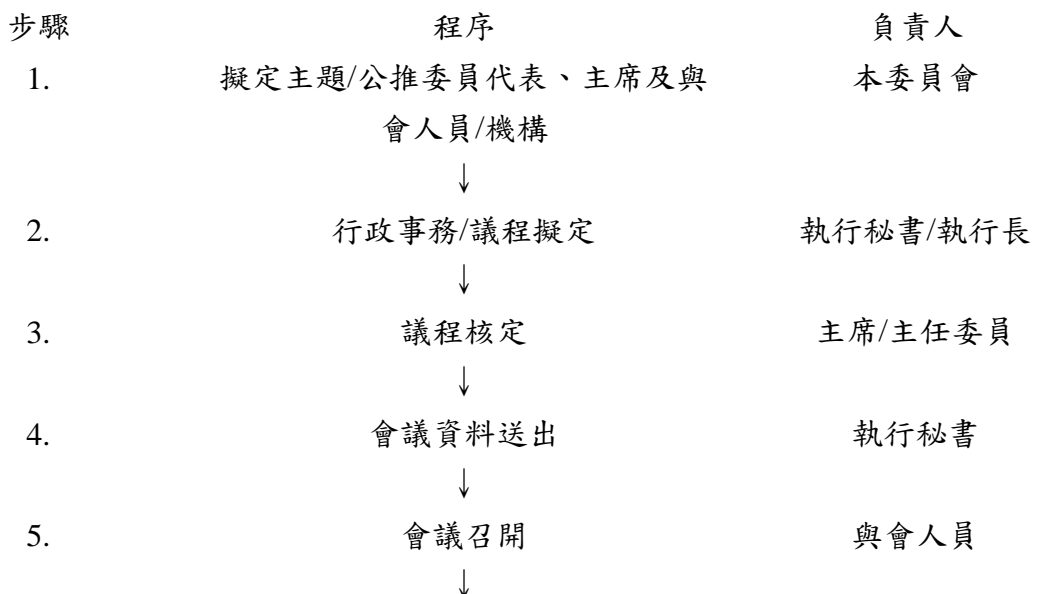 步驟 程序 負責人
1. 擬定主題/公推委員代表、主席及與 本委員會
會人員/機構
↓
2. 行政事務/議程擬定 執行秘書/執行長
↓
3. 議程核定 主席/主任委員
↓
4. 會議資料送出 執行秘書
↓
5. 會議召開 與會人員
↓